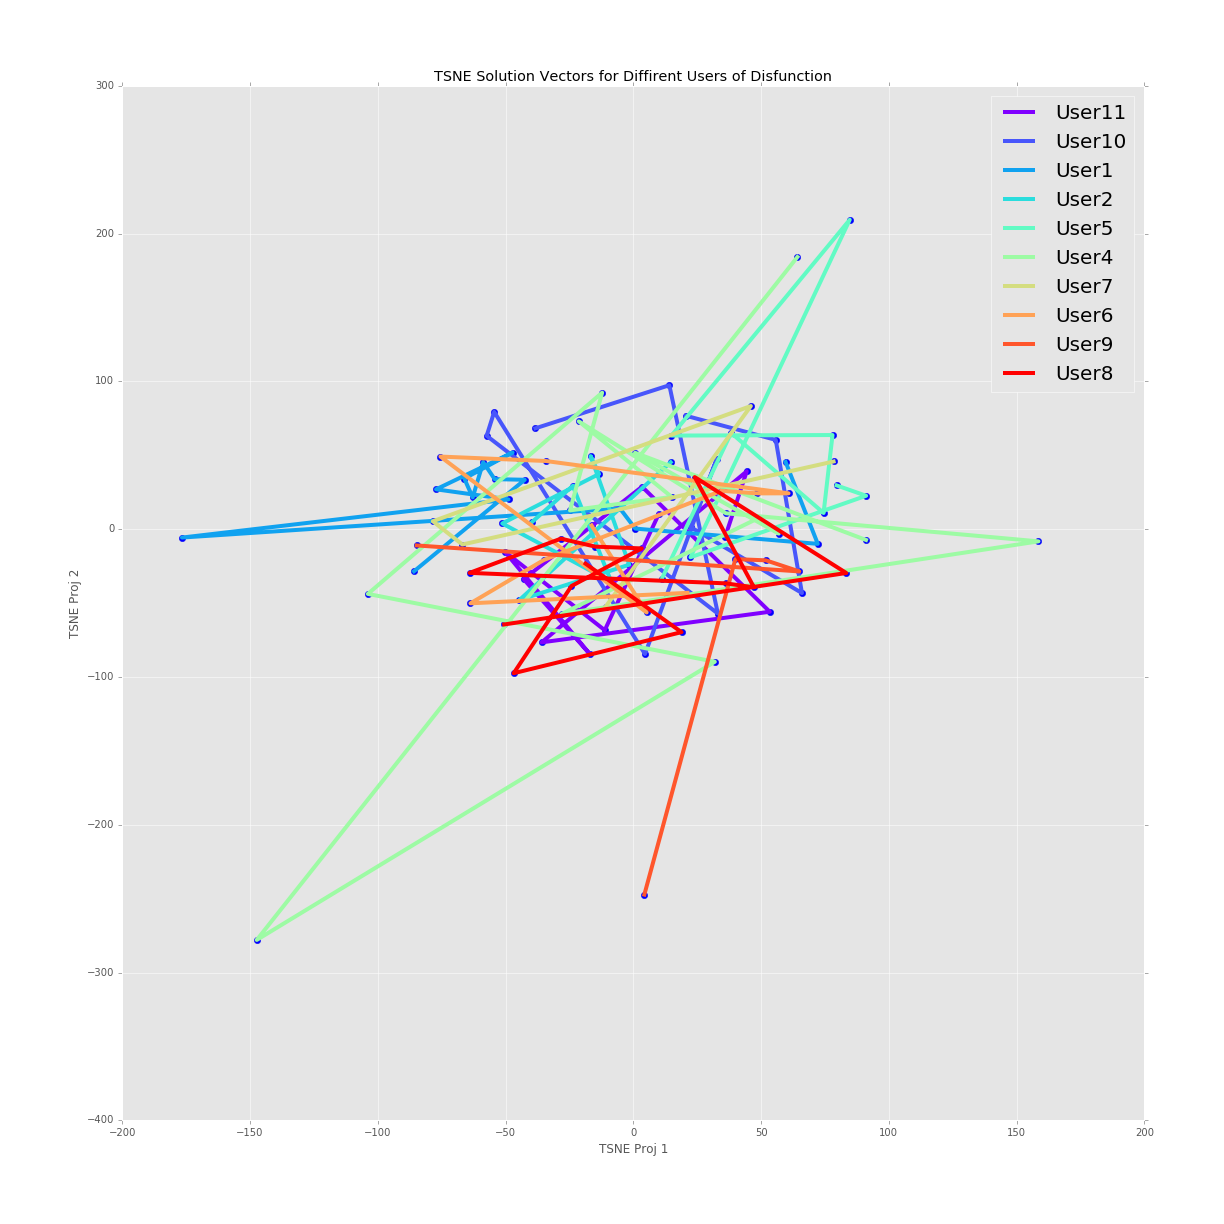 TSNE Solution Vectors for Diffirent Users of Disfunction
300
200
100
0
−100
−200
−300
−400
TSNE Proj 2
User11
User10
User1
User2
User5
User4
User7
User6
User9
User8
−200 −150 −100 −50 0 50 100 150 200
TSNE Proj 1